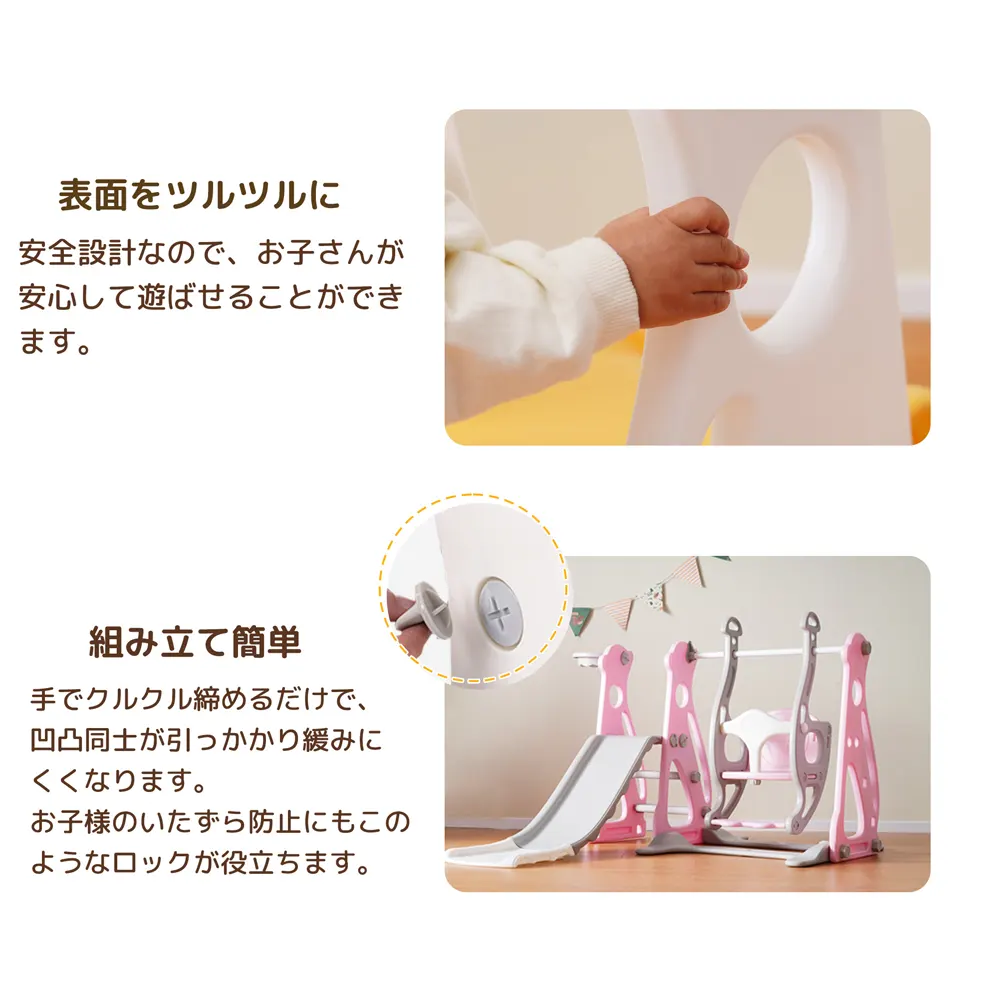 表面をツルツルに
安全設計なので、お子さんが
安心して遊ばせることができ
ます。
組み立て簡単
手でクルクル締めるだけで、
凹凸同士が引っかかり緩みに
くくなります。
お子様のいたずら防止にもこの
ようなロックが役立ちます。